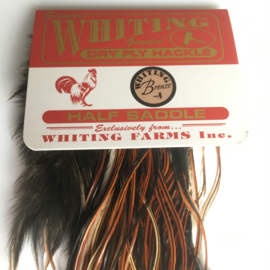 WHITING
DRY FLY HACKLE
WHITING
Bronze
HALF SADDLE
Exclusively from...
WHITING FARMS Inc.